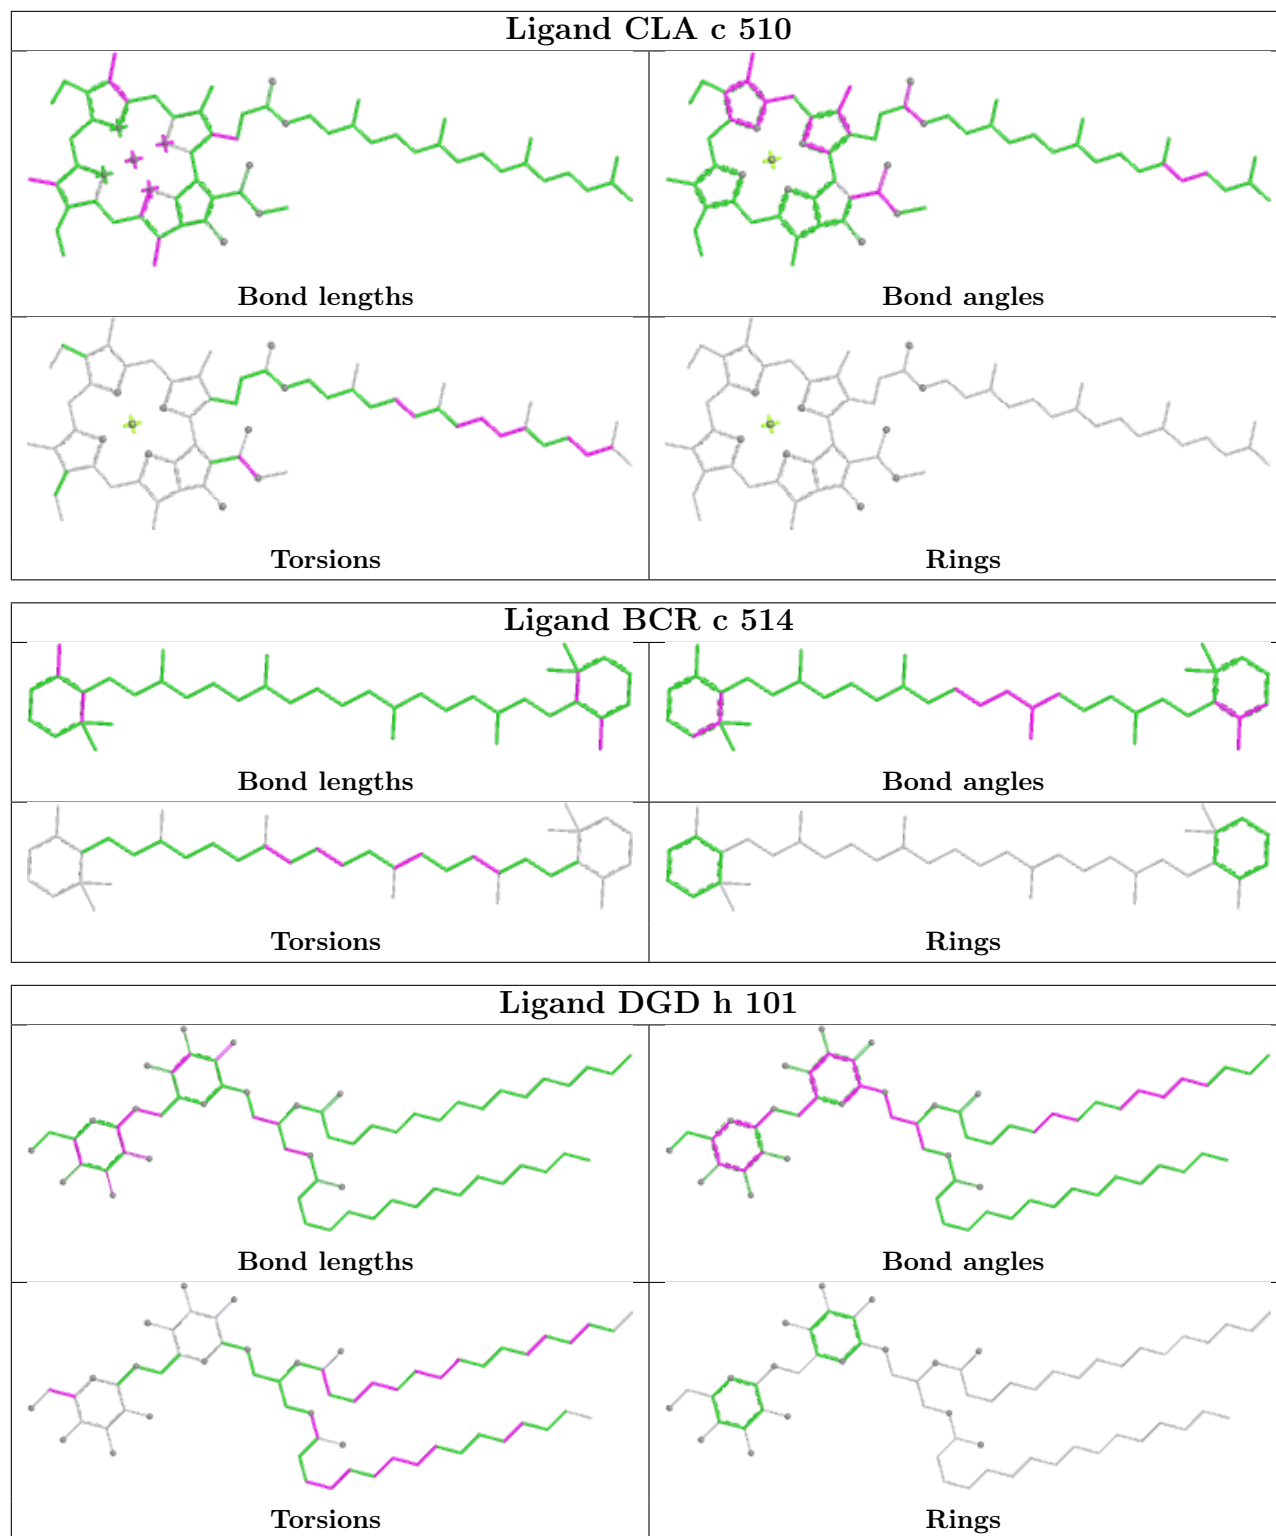 Ligand CLA c 510
Bond lengths
Bond angles
Torsions
Rings
Ligand BCR c 514
Bond lengths
Bond angles
Torsions
Rings
Ligand DGD h 101
Bond lengths
Bond angles
Torsions
Rings